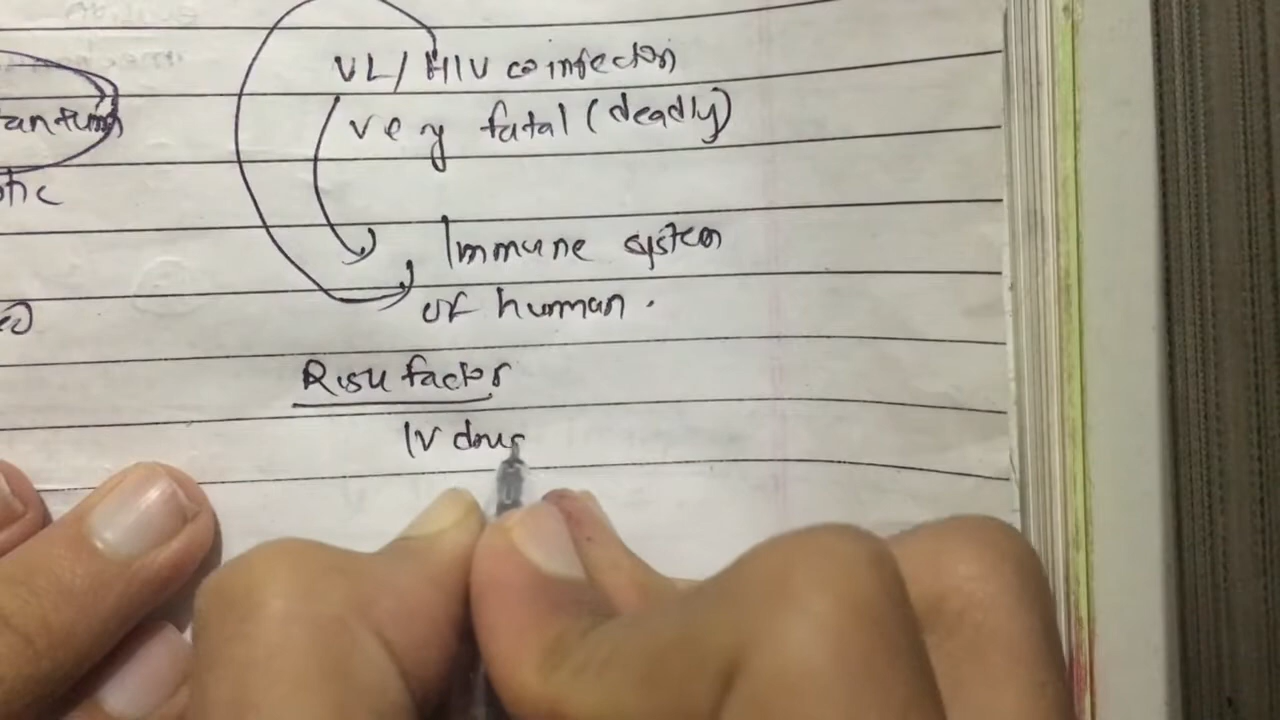 VL/HIV coinfection
very fatal (deadly)
Immune system
of human.
Risk factor
IV drug